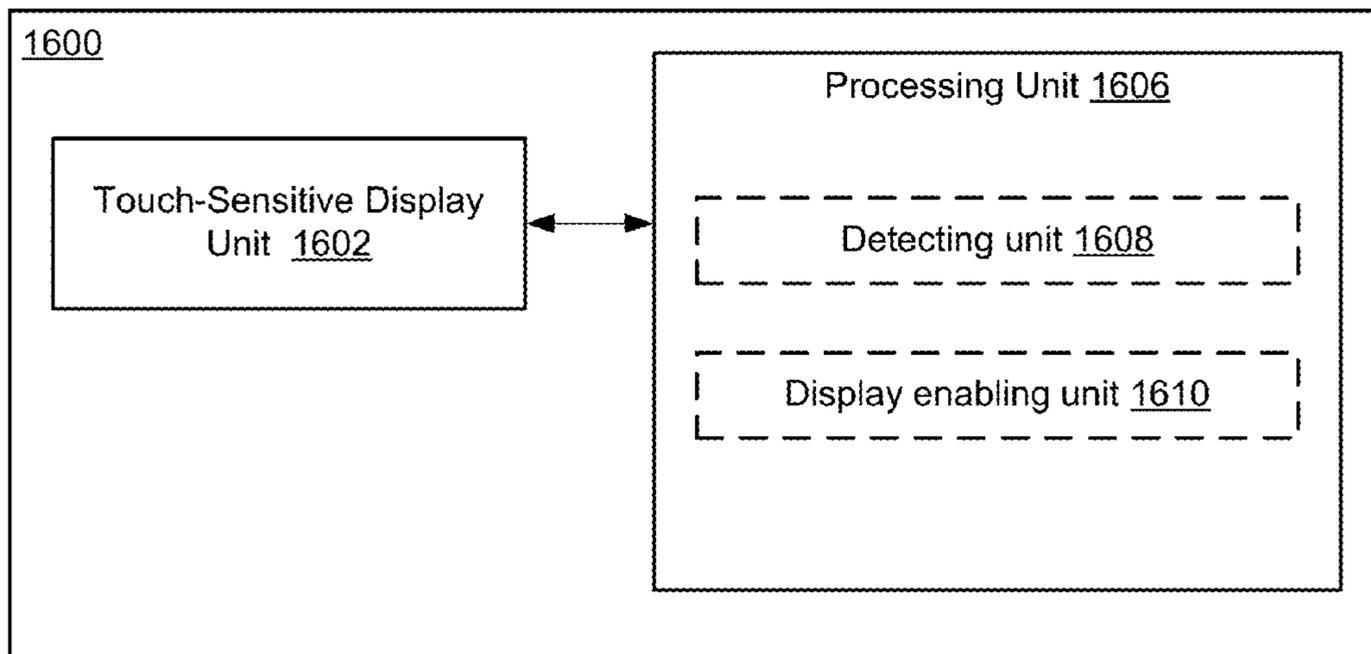 1600
Processing Unit 1606
Touch-Sensitive Display
Unit 1602
Detecting unit 1608
Display enabling unit 1610